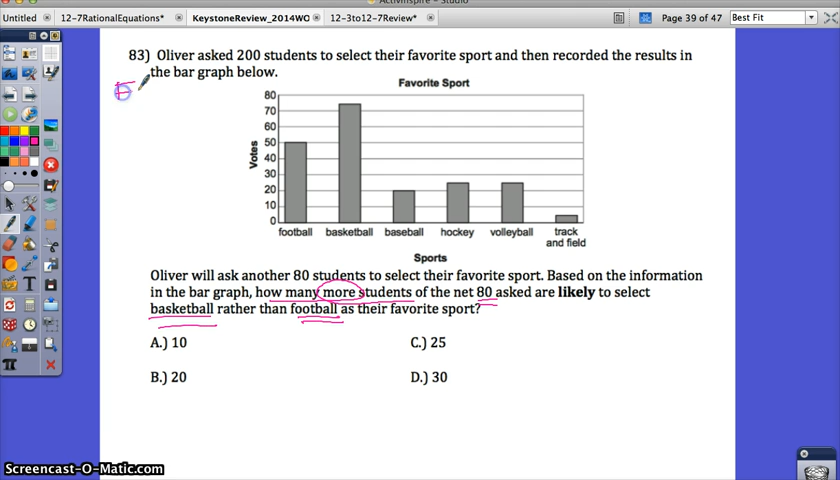 ActivInspire – Studio
Untitled
12-7RationalEquations*
KeystoneReview_2014WO
12-3to12-7Review*
Page 39 of 47
Best Fit
83) Oliver asked 200 students to select their favorite sport and then recorded the results in
the bar graph below.
F
Favorite Sport
80
70
60
50
40
30
20
10
0
Votes
football
basketball
baseball
hockey
volleyball
track
and field
Sports
Oliver will ask another 80 students to select their favorite sport. Based on the information
in the bar graph, how many more students of the net 80 asked are likely to select
basketball rather than football as their favorite sport?
A.) 10
C.) 25
B.) 20
D.) 30
Screencast-O-Matic.com